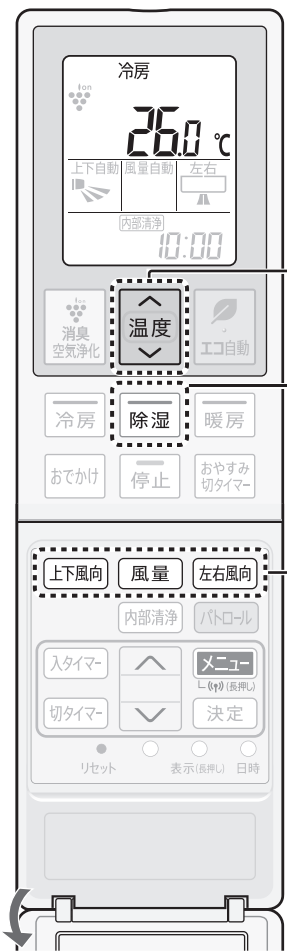 冷房
Ion
26.0 ℃
上下自動 風量自動 左右
内部清浄
10:00
Ion
消臭
空気浄化
温度
エコ自動
冷房 除湿 暖房
おでかけ 停止 おやすみ
切タイマー
上下風向 風量 左右風向
内部清浄 パトロール
入タイマー メニュー
(長押し)
切タイマー 決定
リセット 表示(長押し) 日時